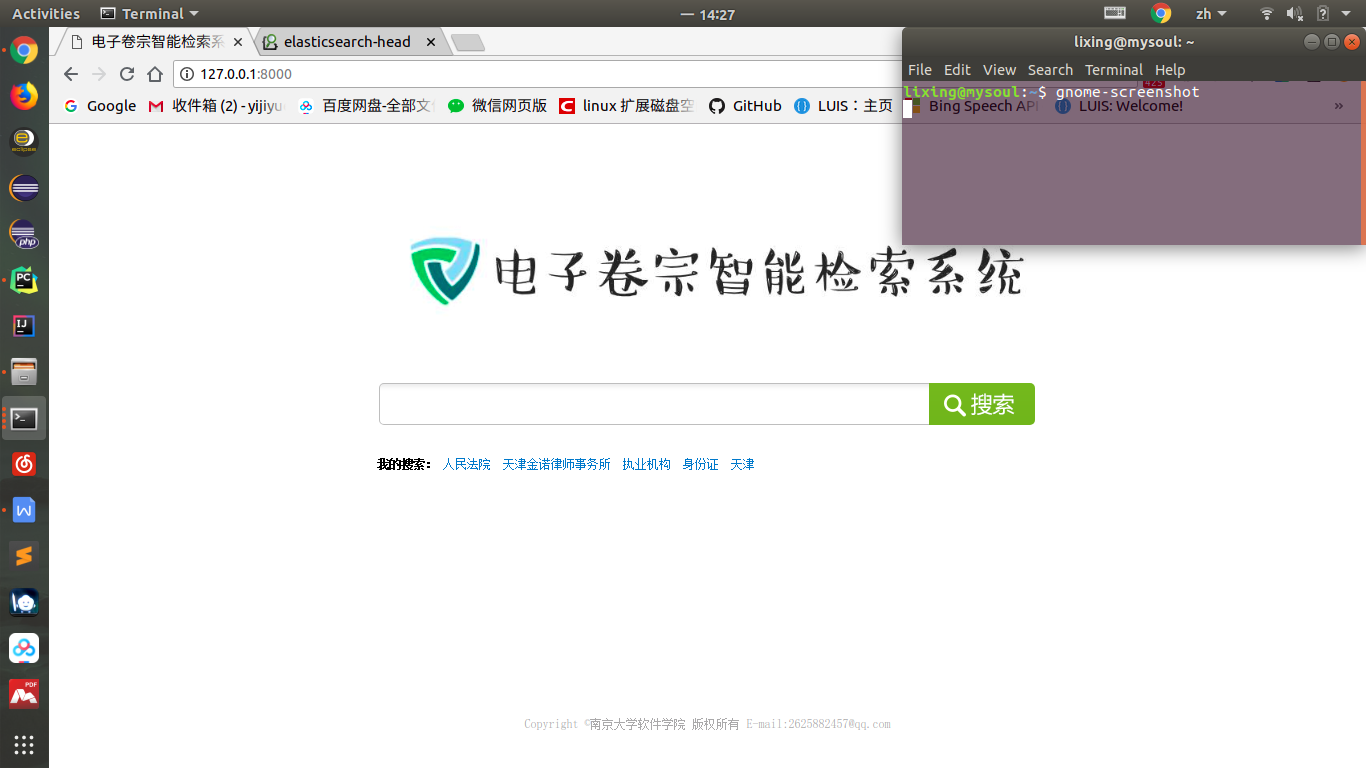 Activities Terminal — 14:27 zh
电子卷宗智能检索系 elasticsearch-head
127.0.0.1:8000
Google 收件箱 (2) - yijiyu 百度网盘-全部文 微信网页版 linux 扩展磁盘空 GitHub LUIS：主页 Bing Speech API LUIS: Welcome!
lixing@mysoul: ~
File Edit View Search Terminal Help
lixing@mysoul:~$ gnome-screenshot
电子卷宗智能检索系统
搜索
我的搜索： 人民法院 天津金诺律师事务所 执业机构 身份证 天津
Copyright ©南京大学软件学院 版权所有 E-mail:2625882457@qq.com
eclipse
php
PC
IJ
W
PDF